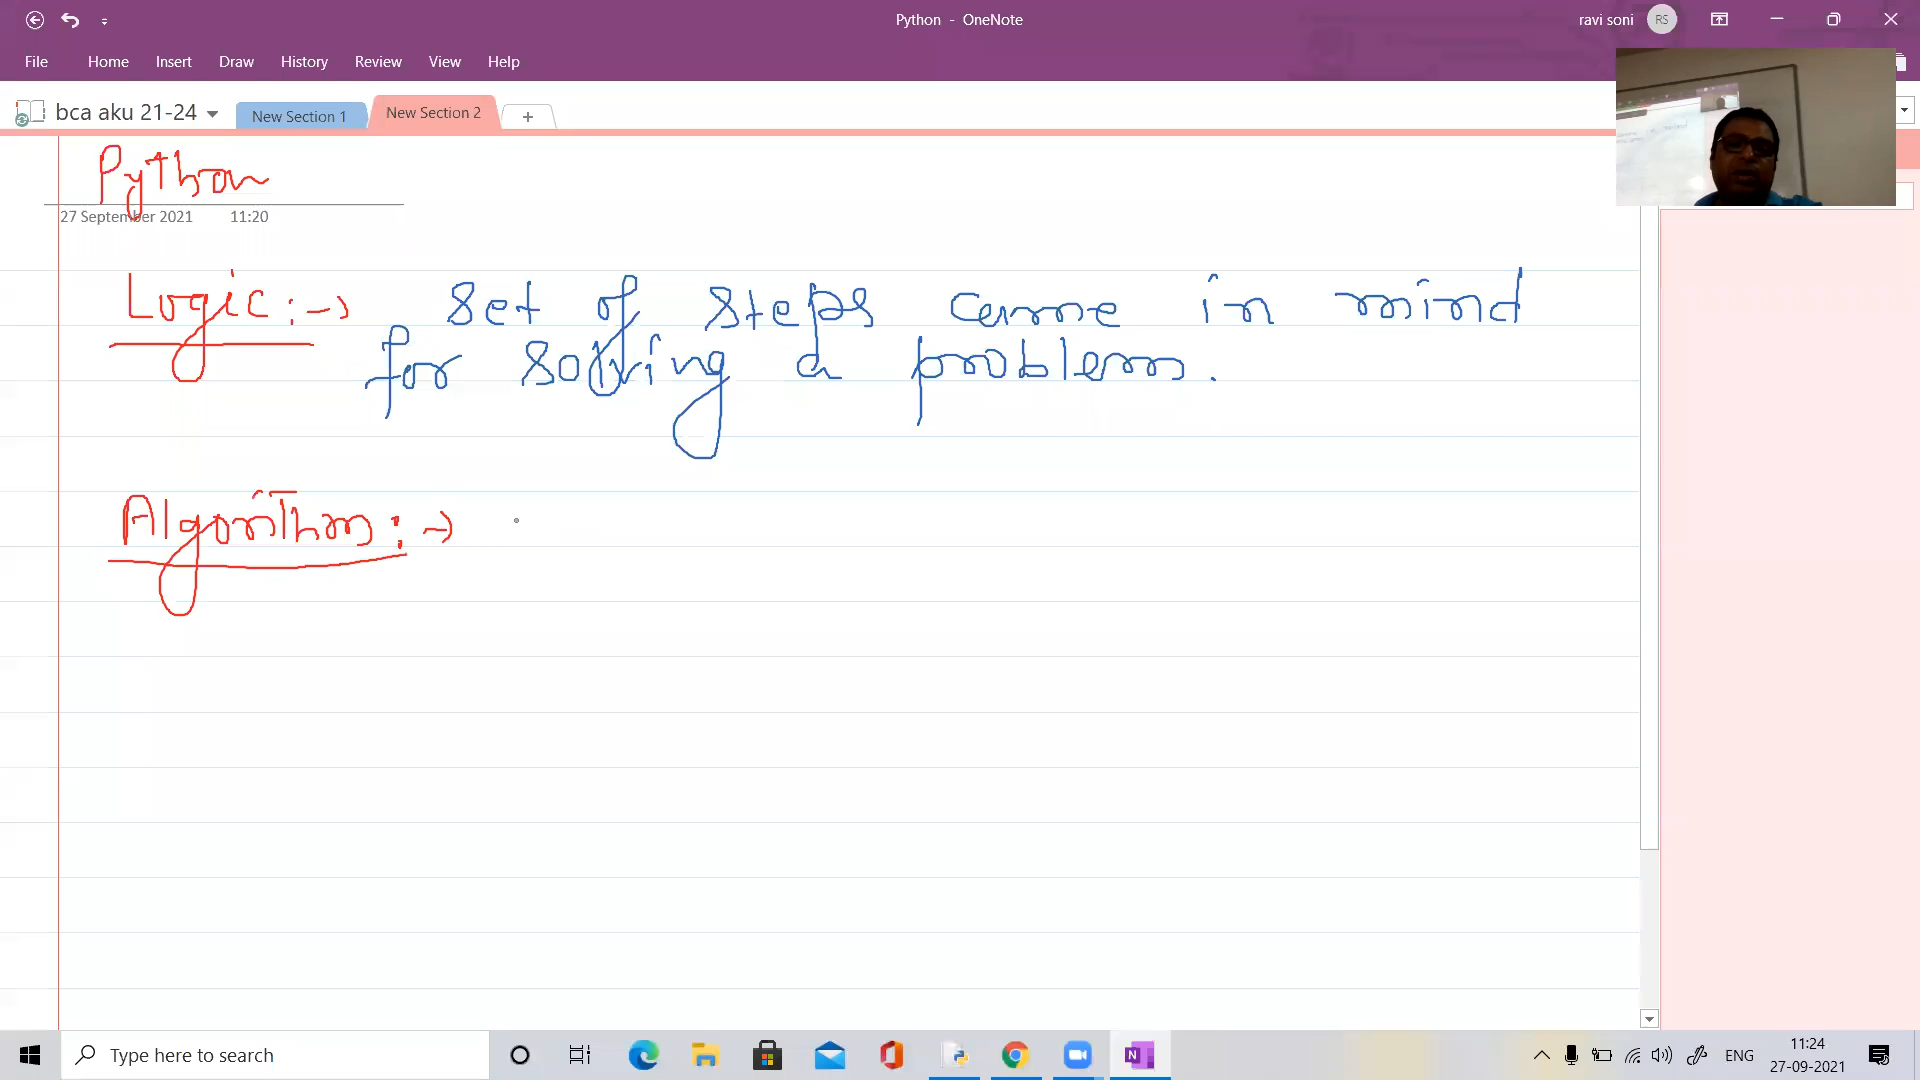 Python - OneNote
ravi soni RS
File Home Insert Draw History Review View Help
bca aku 21-24 New Section 1 New Section 2 +
Python
27 September 2021 11:20
Logic :→ Set of steps came in mind
for solving a problem.
Algorithm :→
Type here to search
ENG
11:24
27-09-2021